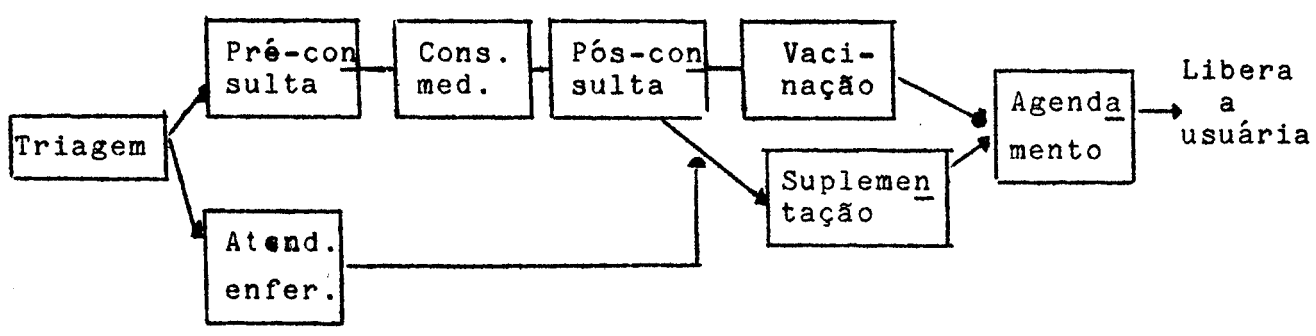 Triagem
Pré-con
sulta
Cons.
med.
Pós-con
sulta
Vaci-
nação
Atend.
enfer.
Suplemen
tação
Agenda
mento
Libera
a
usuária